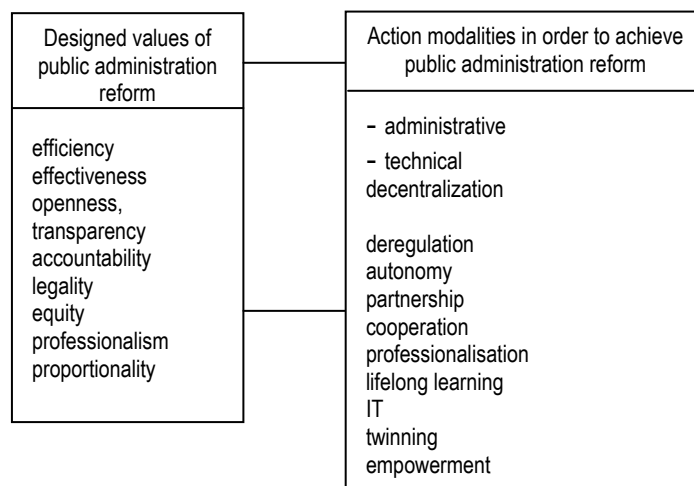 Designed values of
public administration
reform
efficiency
effectiveness
openness,
transparency
accountability
legality
equity
professionalism
proportionality
Action modalities in order to achieve
public administration reform
- administrative
- technical
decentralization
deregulation
autonomy
partnership
cooperation
professionalisation
lifelong learning
IT
twinning
empowerment